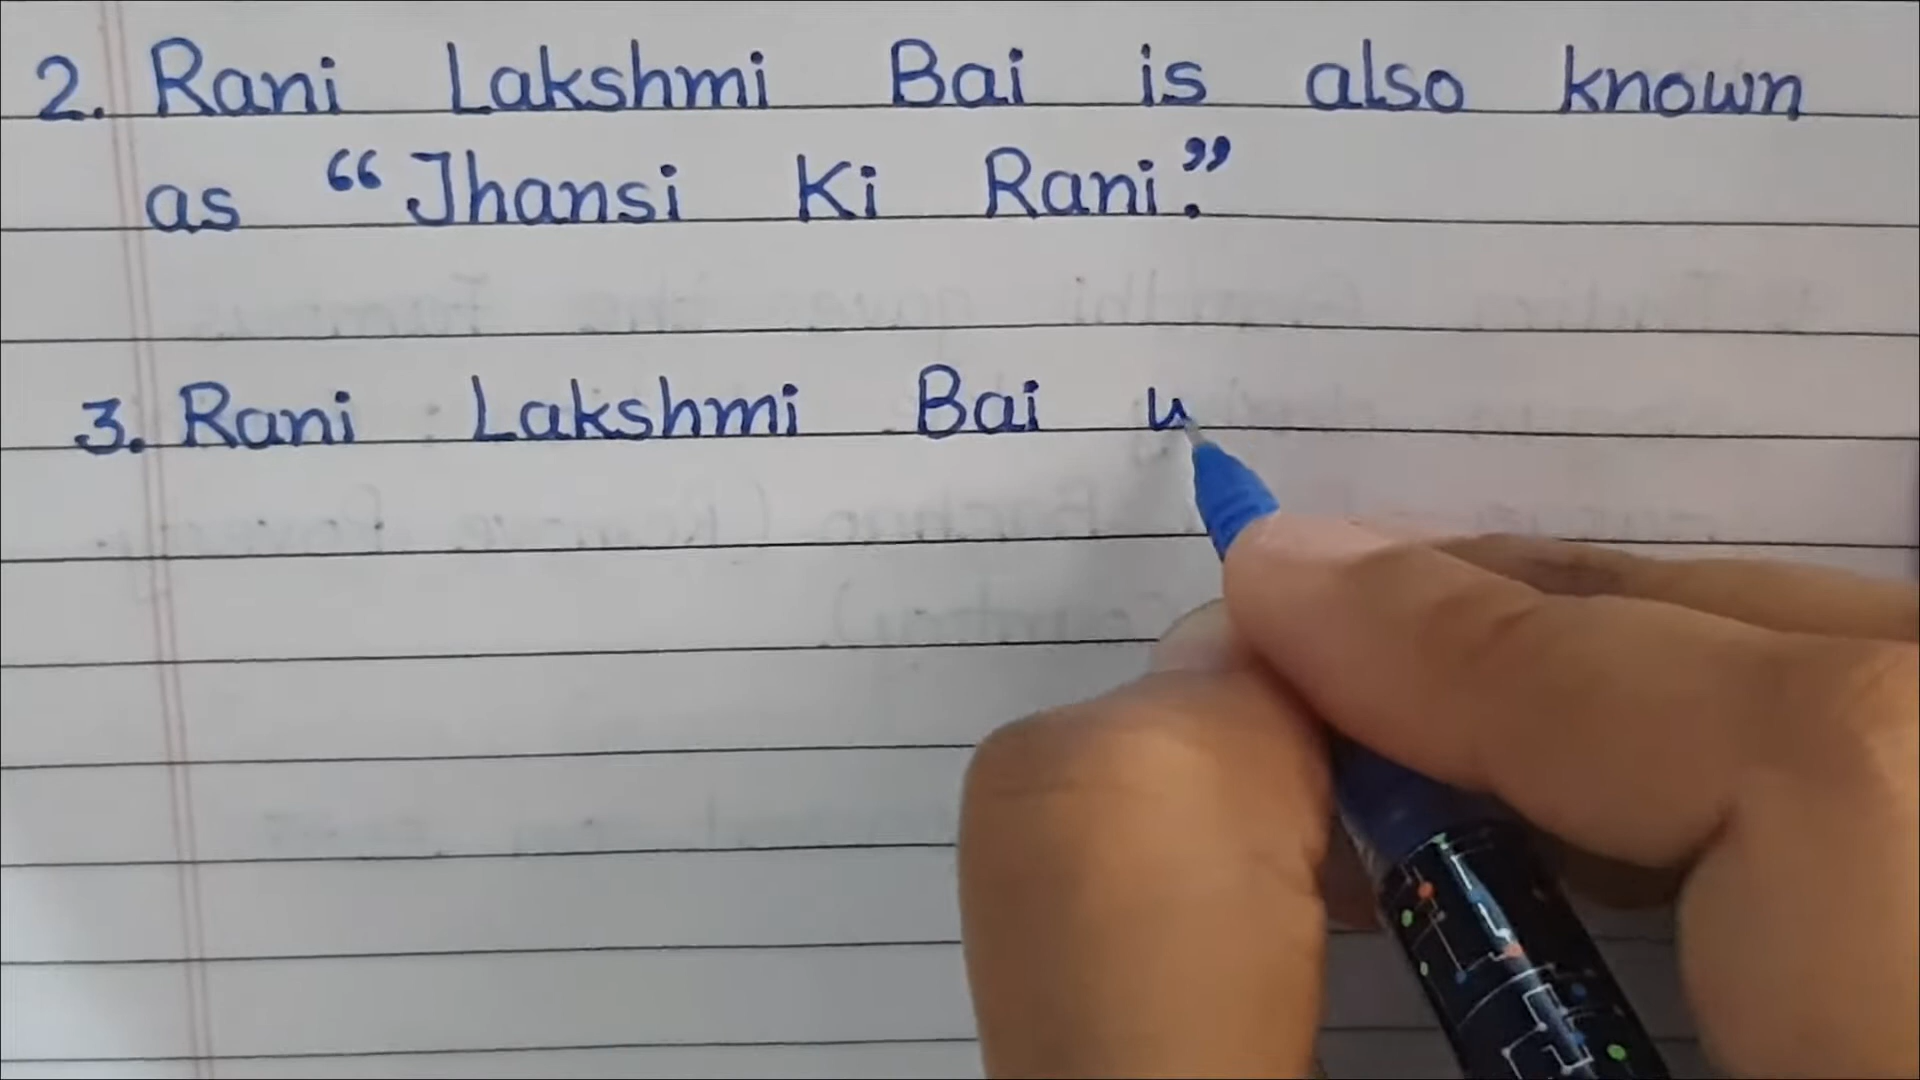 2. Rani Lakshmi Bai is also known
as “Jhansi Ki Rani.”
3. Rani Lakshmi Bai